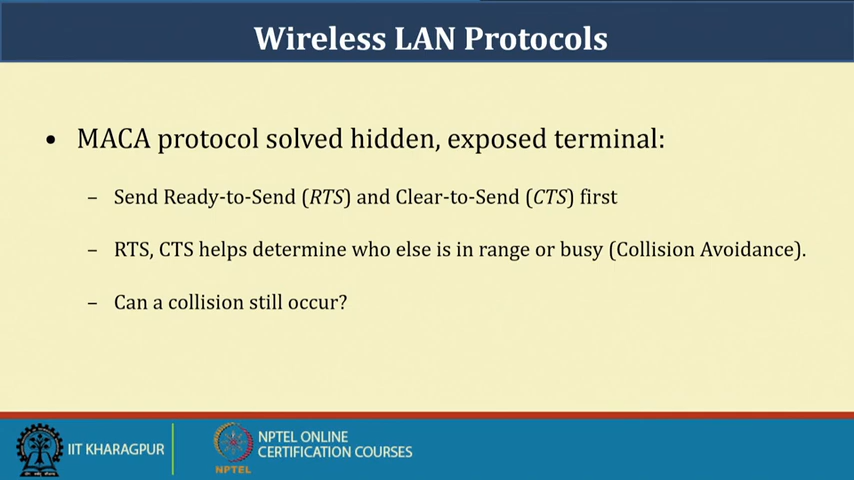 Wireless LAN Protocols
• MACA protocol solved hidden, exposed terminal:
– Send Ready-to-Send (RTS) and Clear-to-Send (CTS) first
– RTS, CTS helps determine who else is in range or busy (Collision Avoidance).
– Can a collision still occur?
IIT KHARAGPUR
NPTEL ONLINE
CERTIFICATION COURSES
NPTEL